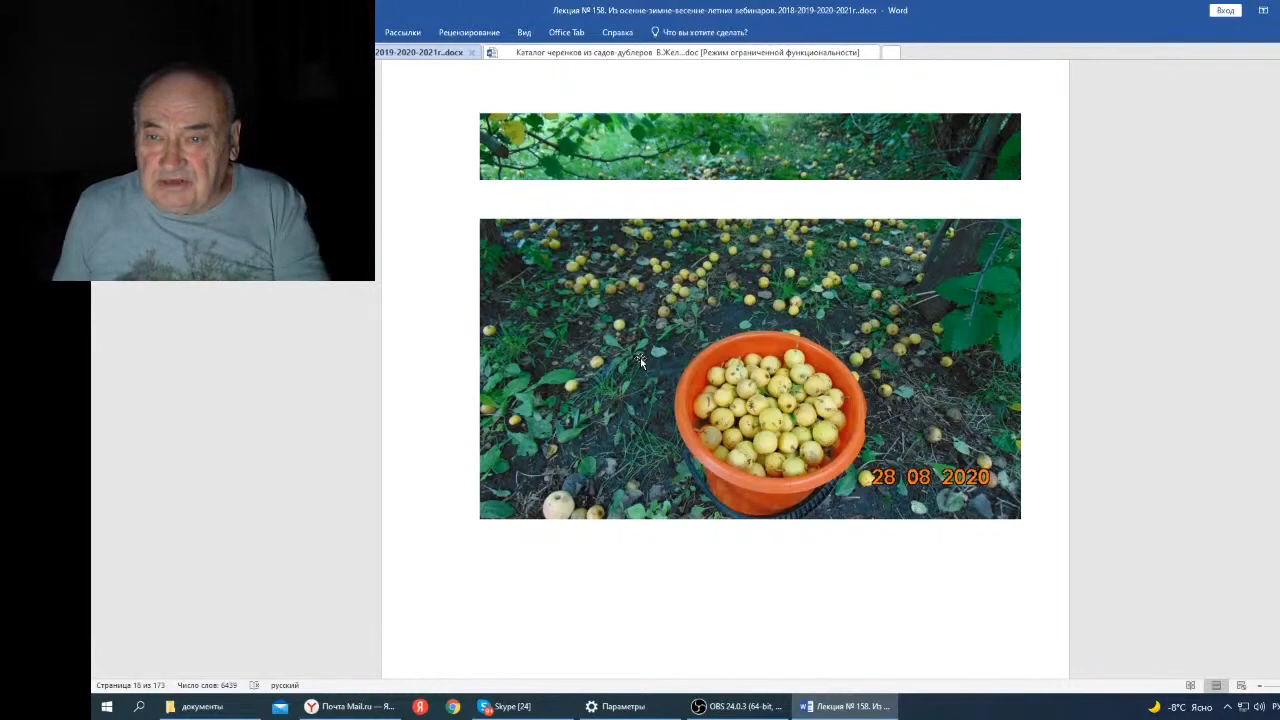 Лекция № 158. Из осенне-зимне-весенне-летних вебинаров. 2018-2019-2020-2021г..docx - Word
Вход
Рассылки Рецензирование Вид Office Tab Справка Что вы хотите сделать?
2019-2020-2021г..docx
Каталог черенков из садов-дублеров В.Жел...doc [Режим ограниченной функциональности]
28 08 2020
Страница 18 из 173 Число слов: 6439 русский
документы
Почта Mail.ru — Я...
Skype [24]
Параметры
OBS 24.0.3 (64-bit, ...
Лекция № 158. Из ...
-8°C Ясно